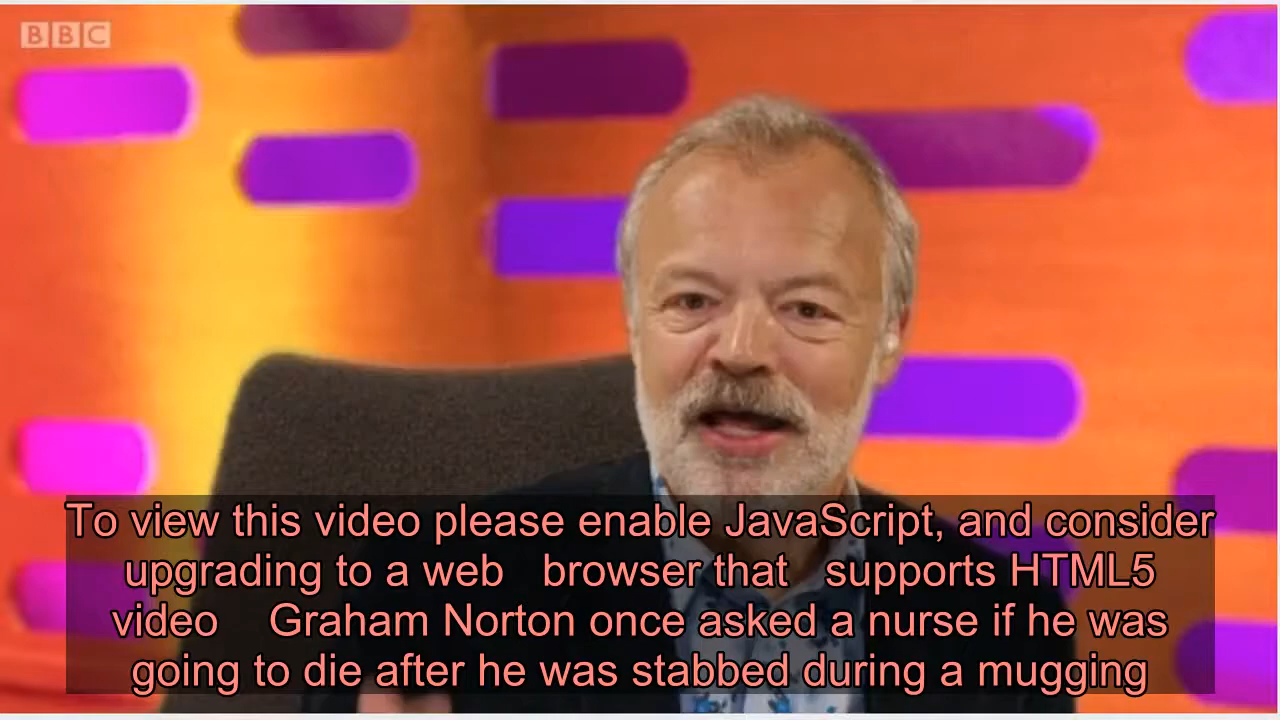 BBC
To view this video please enable JavaScript, and consider
upgrading to a web browser that supports HTML5
video Graham Norton once asked a nurse if he was
going to die after he was stabbed during a mugging